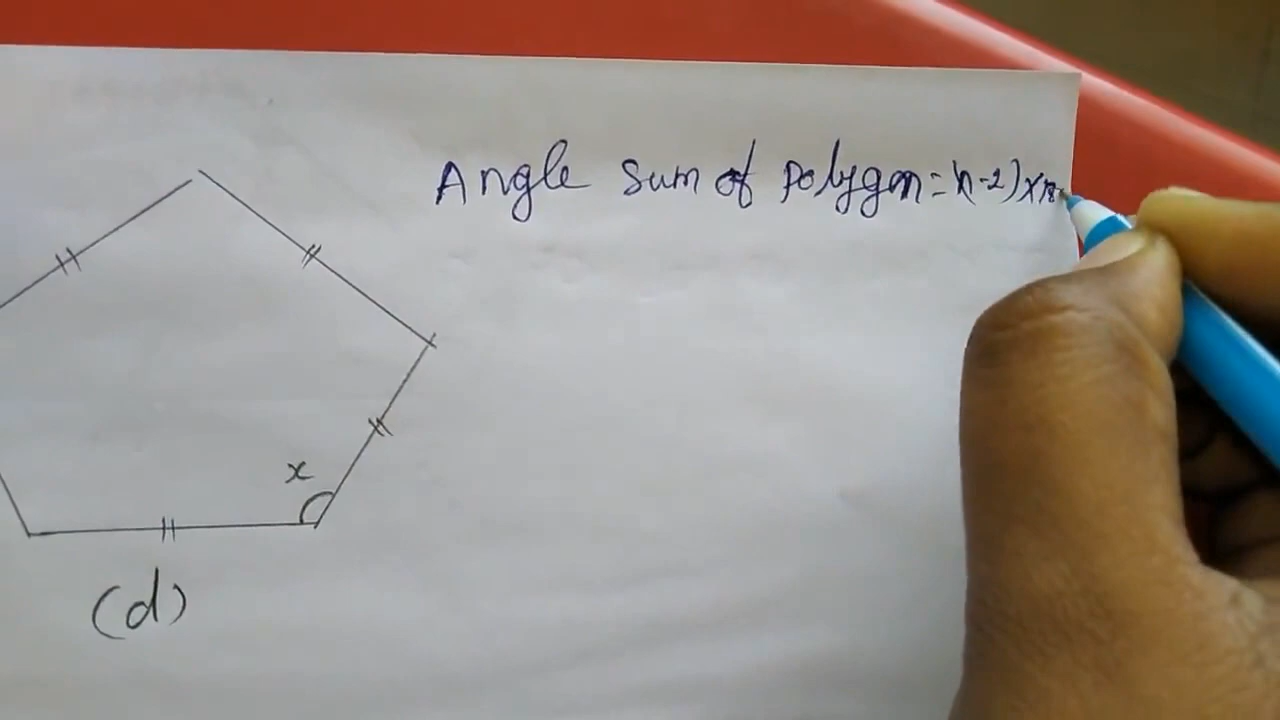 Angle sum of polygon = (n-2)×18
x
(d)